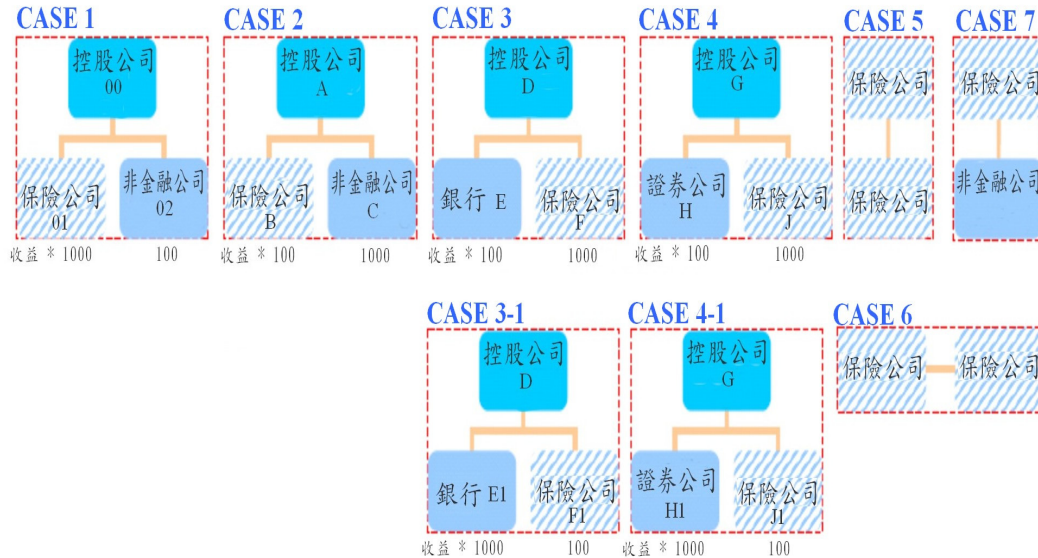 CASE 1
控股公司
00
保險公司
01
非金融公司
02
收益 * 1000 100
CASE 2
控股公司
A
保險公司
B
非金融公司
C
收益 * 100 1000
CASE 3
控股公司
D
銀行 E
保險公司
F
收益 * 100 1000
CASE 4
控股公司
G
證券公司
H
保險公司
J
收益 * 100 1000
CASE 5
保險公司
保險公司
CASE 7
保險公司
非金融公司
CASE 3-1
控股公司
D
銀行 E1
保險公司
F1
收益 * 1000 100
CASE 4-1
控股公司
G
證券公司
H1
保險公司
J1
收益 * 1000 100
CASE 6
保險公司 保險公司